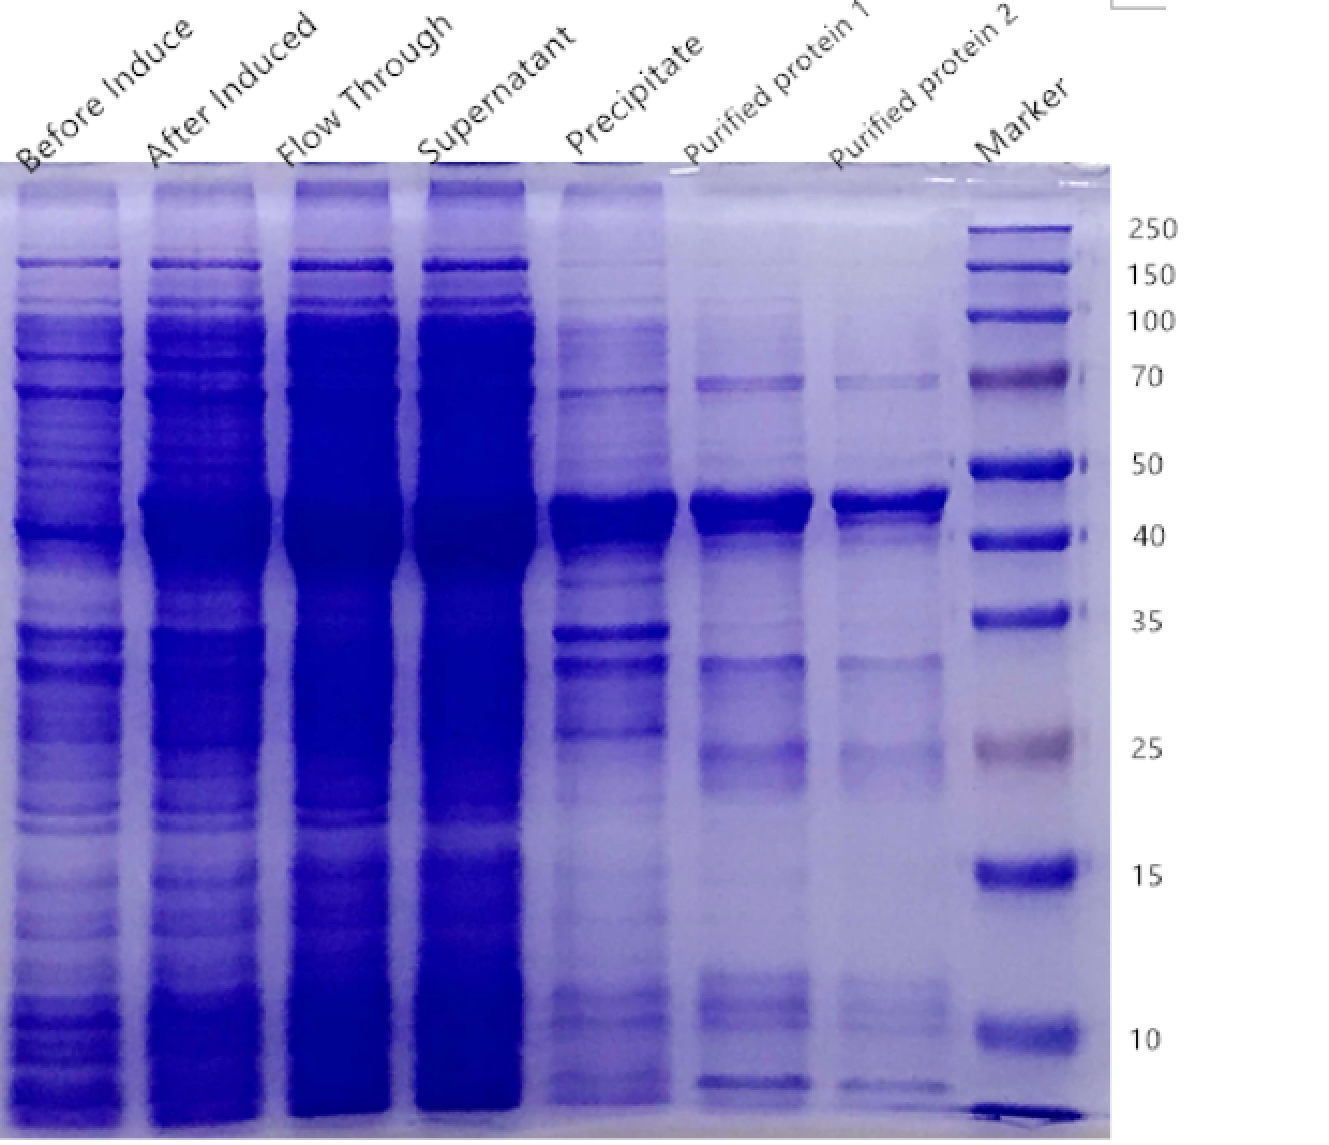 Before Induce
After Induced
Flow Through
Supernatant
Precipitate
Purified protein 1
Purified protein 2
Marker
250
150
100
70
50
40
35
25
15
10